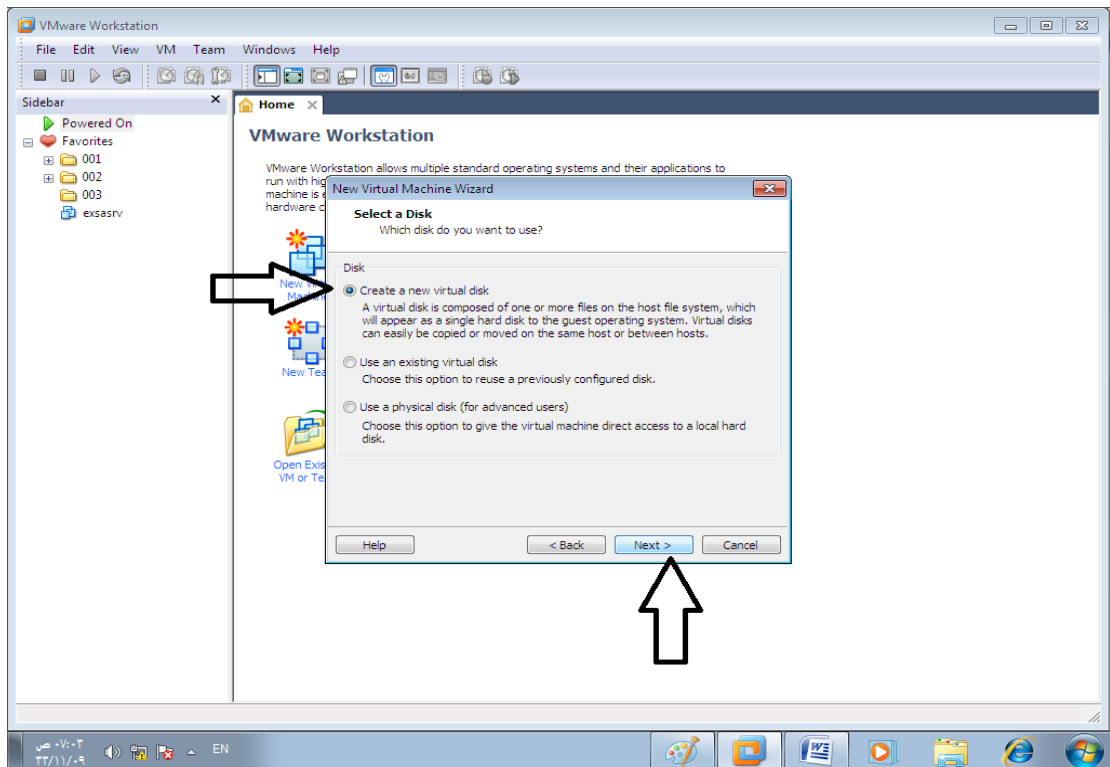 VMware Workstation
File Edit View VM Team Windows Help
Sidebar
Powered On
Favorites
001
002
003
exsasrv
Home
VMware Workstation
VMware Workstation allows multiple standard operating systems and their applications to
run with hig
machine is e
hardware c
New Vi
Machin
New Tea
Open Exis
VM or Te
New Virtual Machine Wizard
Select a Disk
Which disk do you want to use?
Disk
Create a new virtual disk
A virtual disk is composed of one or more files on the host file system, which
will appear as a single hard disk to the guest operating system. Virtual disks
can easily be copied or moved on the same host or between hosts.
Use an existing virtual disk
Choose this option to reuse a previously configured disk.
Use a physical disk (for advanced users)
Choose this option to give the virtual machine direct access to a local hard
disk.
Help < Back Next > Cancel
٠٧:٠٣ ص
٣٣/١١/٠٩
EN